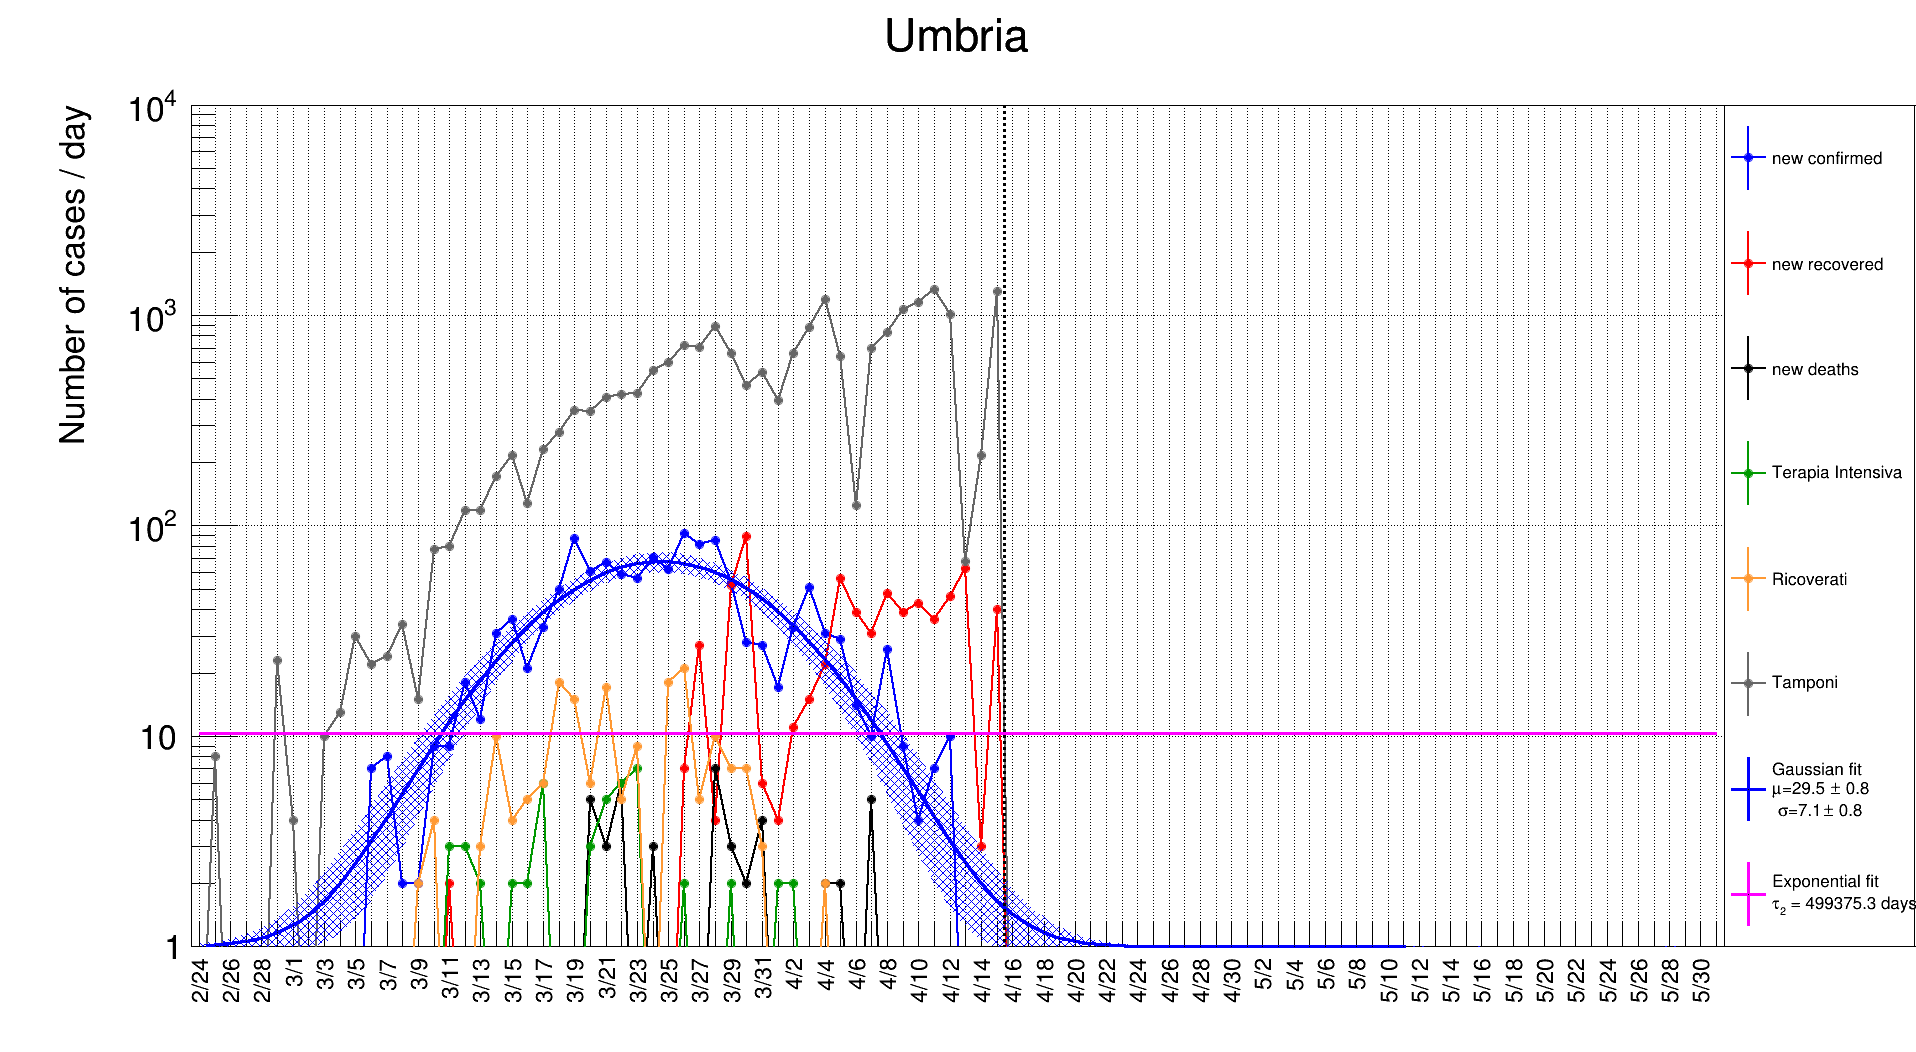 Umbria
Number of cases / day
10^4
10^3
10^2
10
1
2/24 2/26 2/28 3/1 3/3 3/5 3/7 3/9 3/11 3/13 3/15 3/17 3/19 3/21 3/23 3/25 3/27 3/29 3/31 4/2 4/4 4/6 4/8 4/10 4/12 4/14 4/16 4/18 4/20 4/22 4/24 4/26 4/28 4/30 5/2 5/4 5/6 5/8 5/10 5/12 5/14 5/16 5/18 5/20 5/22 5/24 5/26 5/28 5/30
new confirmed
new recovered
new deaths
Terapia Intensiva
Ricoverati
Tamponi
Gaussian fit
μ=29.5 ± 0.8
σ=7.1 ± 0.8
Exponential fit
τ₂ = 499375.3 days